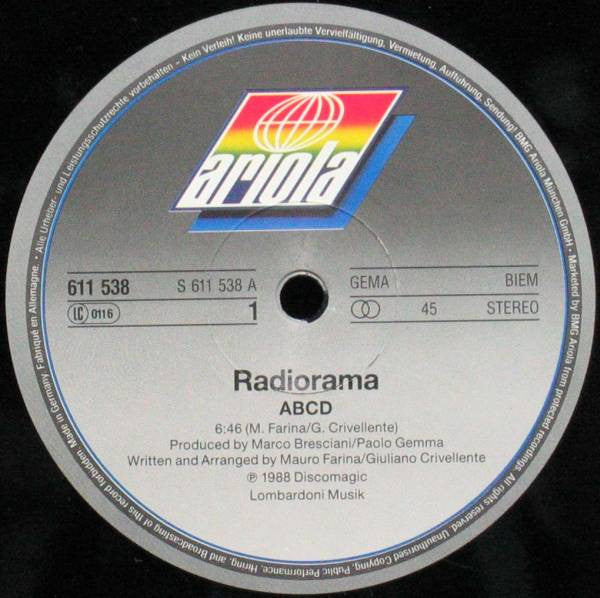 • Alle Urheber- und Leistungsschutzrechte vorbehalten – Kein Verleih! Keine unerlaubte Vervielfältigung, Vermietung, Aufführung, Sendung! BMG Ariola München GmbH • Marketed by BMG Ariola from protected recordings. All rights reserved. Unauthorised Copying, Public Performance, Hiring, and Broadcasting of this record forbidden. Made in Germany. Fabriqué en Allemagne.
ariola
611 538 S 611 538 A
LC 0116 1
GEMA BIEM
45 STEREO
Radiorama
ABCD
6:46 (M. Farina/G. Crivellente)
Produced by Marco Bresciani/Paolo Gemma
Written and Arranged by Mauro Farina/Giuliano Crivellente
℗ 1988 Discomagic
Lombardoni Musik